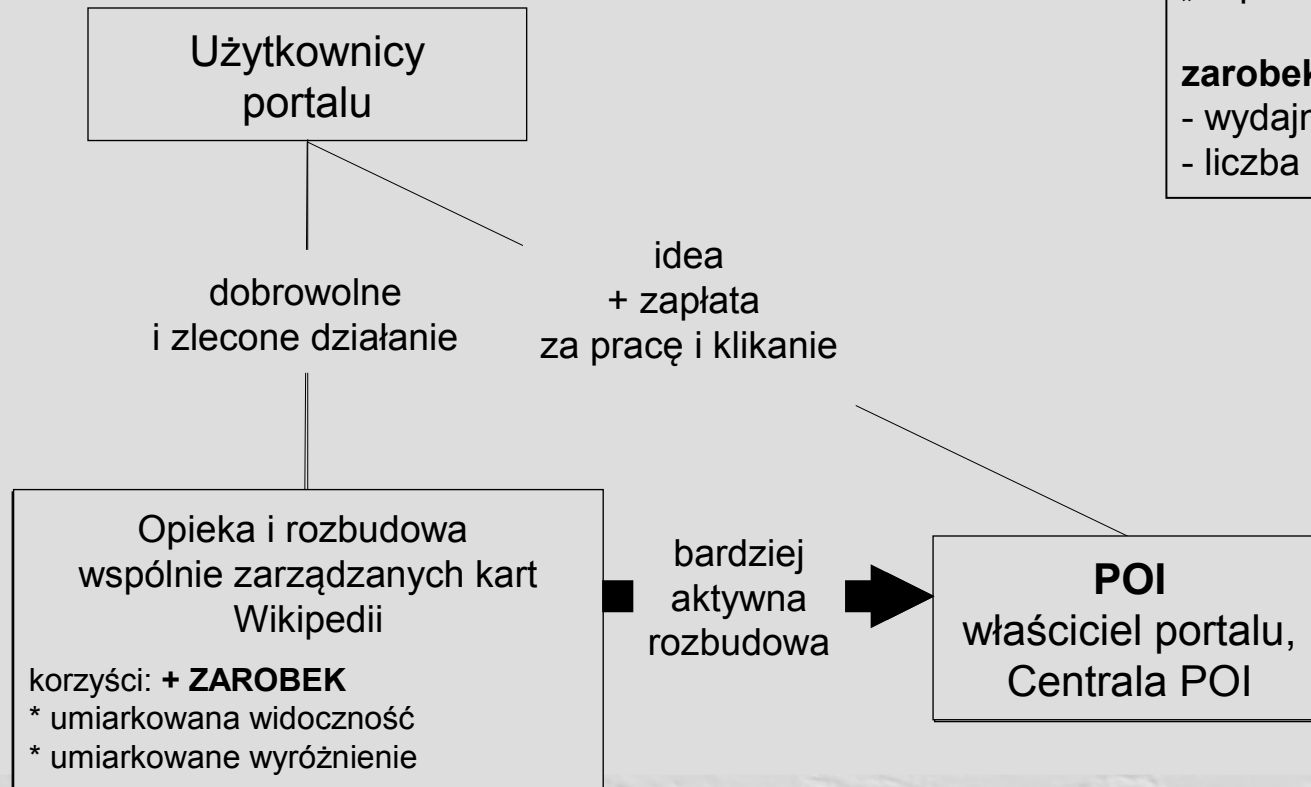 Użytkownicy
portalu
zarobek
- wydajn
- liczba
dobrowolne
i zlecone działanie
idea
+ zapłata
za pracę i klikanie
Opieka i rozbudowa
wspólnie zarządzanych kart
Wikipedii
korzyści: + ZAROBEK
* umiarkowana widoczność
* umiarkowane wyróżnienie
bardziej
aktywna
rozbudowa
POI
właściciel portalu,
Centrala POI